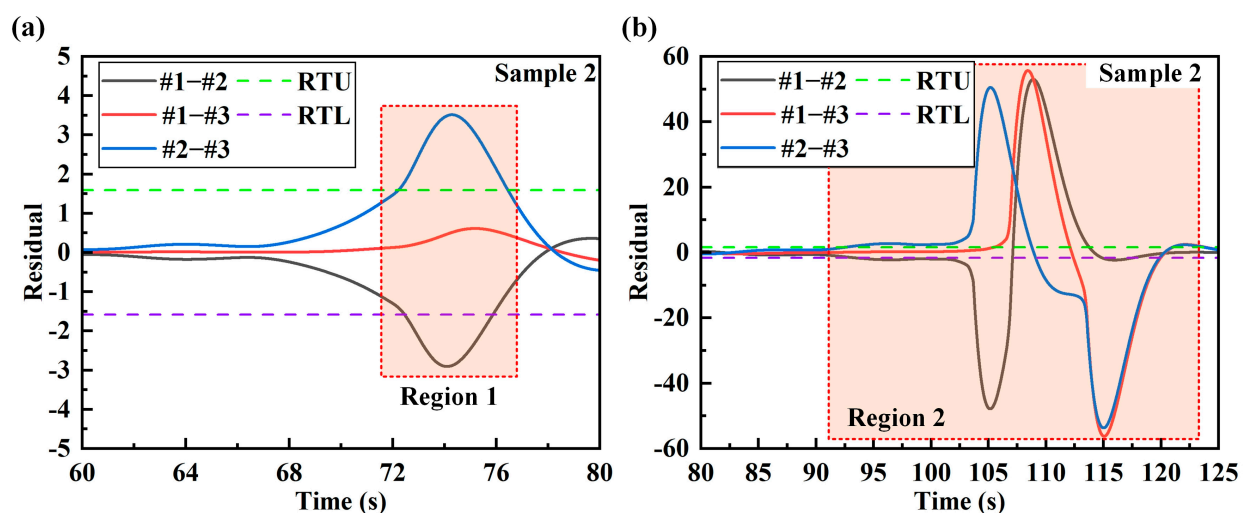 (a)
5
4
3
2
1
0
-1
-2
-3
-4
-5
Residual
#1−#2
RTU
#1−#3
RTL
#2−#3
Sample 2
Region 1
60
64
68
72
76
80
Time (s)
(b)
60
40
20
0
-20
-40
-60
Residual
#1−#2
RTU
#1−#3
RTL
#2−#3
Sample 2
Region 2
80
85
90
95
100
105
110
115
120
125
Time (s)